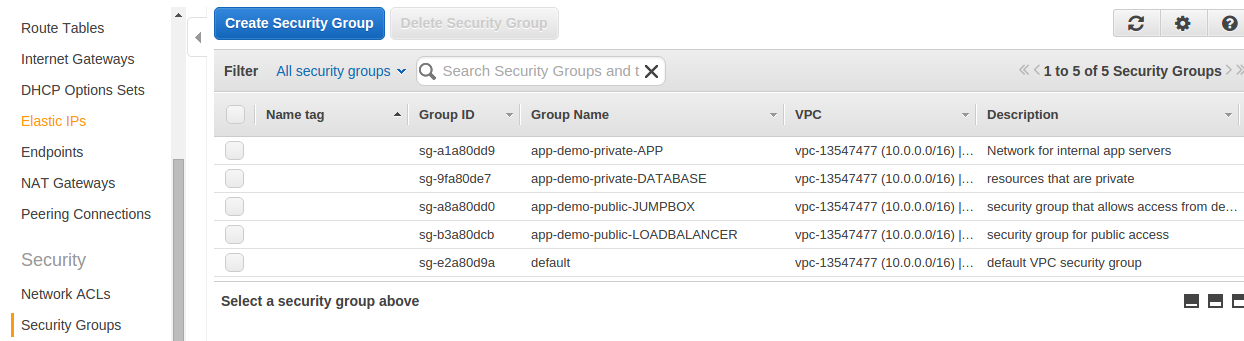 Route Tables
Internet Gateways
DHCP Options Sets
Elastic IPs
Endpoints
NAT Gateways
Peering Connections
Security
Network ACLs
Security Groups
Create Security Group Delete Security Group
Filter All security groups Search Security Groups and t 1 to 5 of 5 Security Groups
Name tag Group ID Group Name VPC Description
sg-a1a80dd9 app-demo-private-APP vpc-13547477 (10.0.0.0/16) |... Network for internal app servers
sg-9fa80de7 app-demo-private-DATABASE vpc-13547477 (10.0.0.0/16) |... resources that are private
sg-a8a80dd0 app-demo-public-JUMPBOX vpc-13547477 (10.0.0.0/16) |... security group that allows access from de...
sg-b3a80dcb app-demo-public-LOADBALANCER vpc-13547477 (10.0.0.0/16) |... security group for public access
sg-e2a80d9a default vpc-13547477 (10.0.0.0/16) |... default VPC security group
Select a security group above